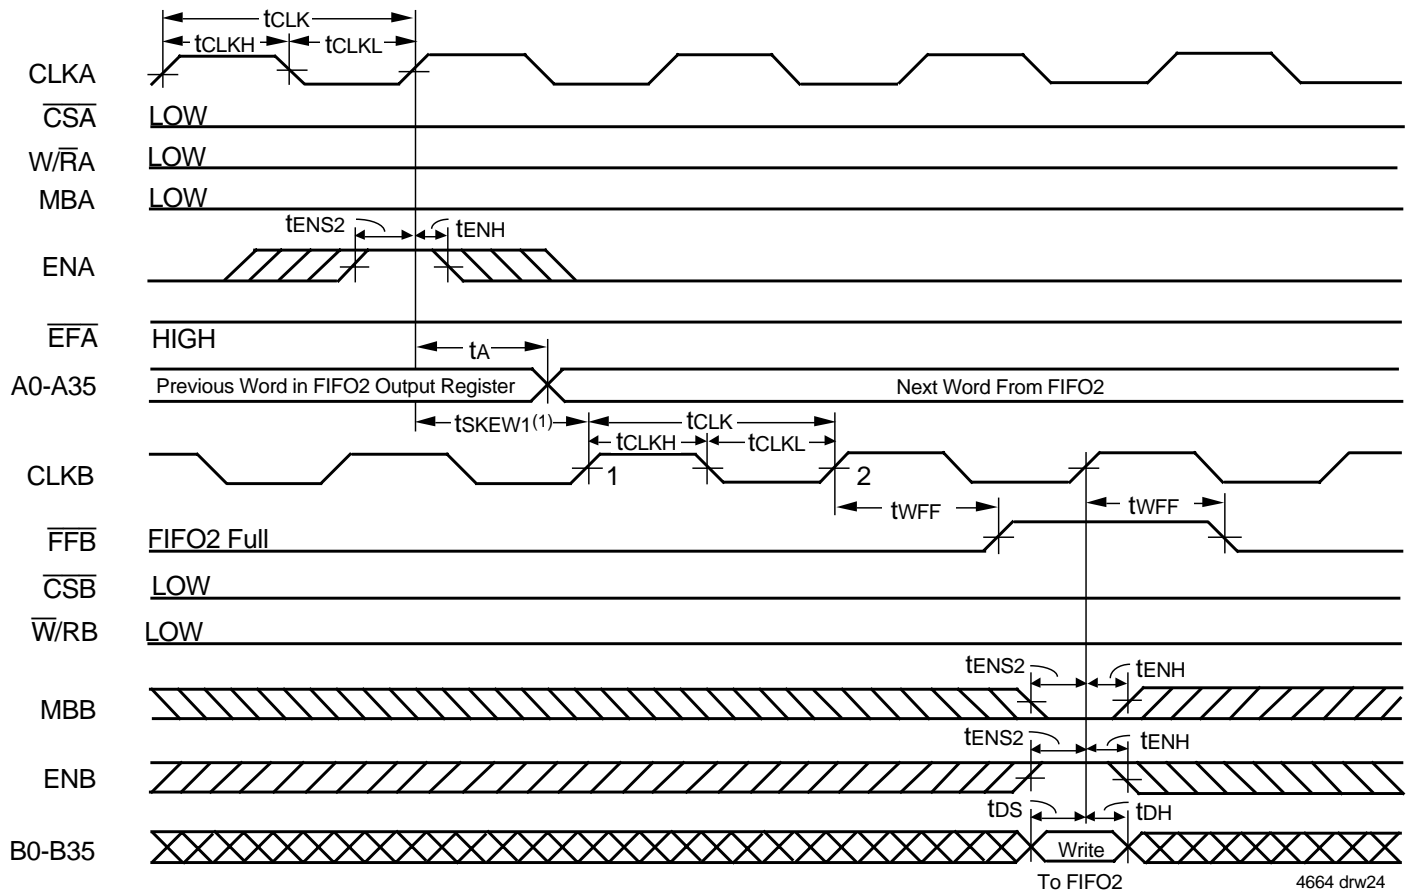 tCLK
tCLKH tCLKL
CLKA
CSA LOW
W/RA LOW
MBA LOW
tENS2 tENH
ENA
EFA HIGH
tA
A0-A35 Previous Word in FIFO2 Output Register Next Word From FIFO2
tSKEW1(1) tCLK
tCLKH tCLKL
CLKB 1 2
tWFF tWFF
FFB FIFO2 Full
CSB LOW
W/RB LOW
tENS2 tENH
MBB
tENS2 tENH
ENB
tDS tDH
B0-B35 Write
To FIFO2 4664 drw24